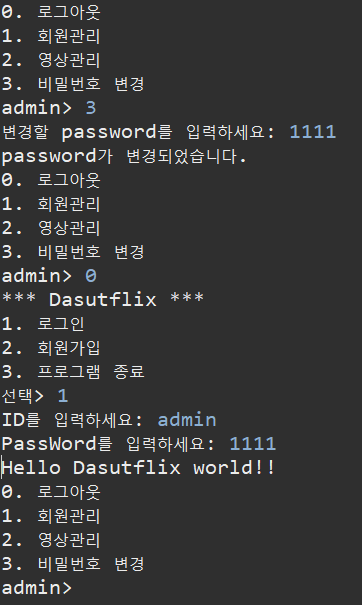 0. 로그아웃
1. 회원관리
2. 영상관리
3. 비밀번호 변경
admin> 3
변경할 password를 입력하세요: 1111
password가 변경되었습니다.
0. 로그아웃
1. 회원관리
2. 영상관리
3. 비밀번호 변경
admin> 0
*** Dasutflix ***
1. 로그인
2. 회원가입
3. 프로그램 종료
선택> 1
ID를 입력하세요: admin
PassWord를 입력하세요: 1111
Hello Dasutflix world!!
0. 로그아웃
1. 회원관리
2. 영상관리
3. 비밀번호 변경
admin>